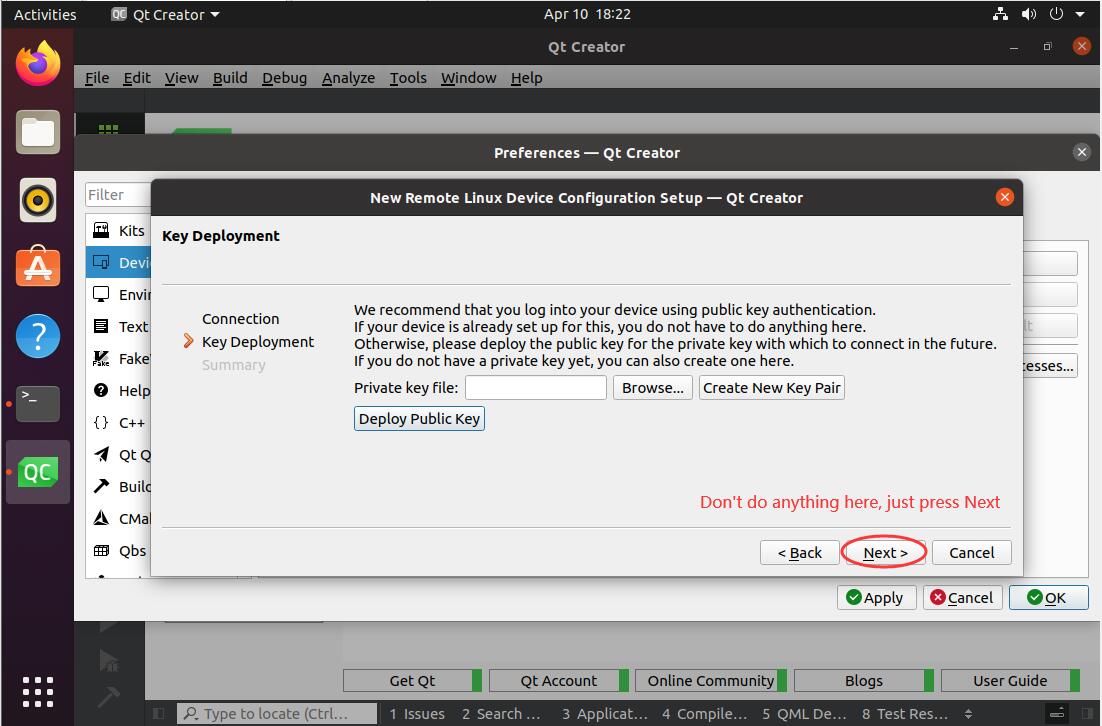 Activities Qt Creator Apr 10 18:22
Qt Creator
File Edit View Build Debug Analyze Tools Window Help
Preferences — Qt Creator
Filter
New Remote Linux Device Configuration Setup — Qt Creator
Kits
Key Deployment
Devi
Envir
Text
Fake
Help
C++
Qt Q
Build
CMa
Qbs
Connection
Key Deployment
Summary
We recommend that you log into your device using public key authentication.
If your device is already set up for this, you do not have to do anything here.
Otherwise, please deploy the public key for the private key with which to connect in the future.
If you do not have a private key yet, you can also create one here.
Private key file: Browse... Create New Key Pair
Deploy Public Key
lt
cesses...
Don't do anything here, just press Next
< Back Next > Cancel
Apply Cancel OK
Get Qt Qt Account Online Community Blogs User Guide
Type to locate (Ctrl... 1 Issues 2 Search ... 3 Applicat... 4 Compile... 5 QML De... 8 Test Res...
QC